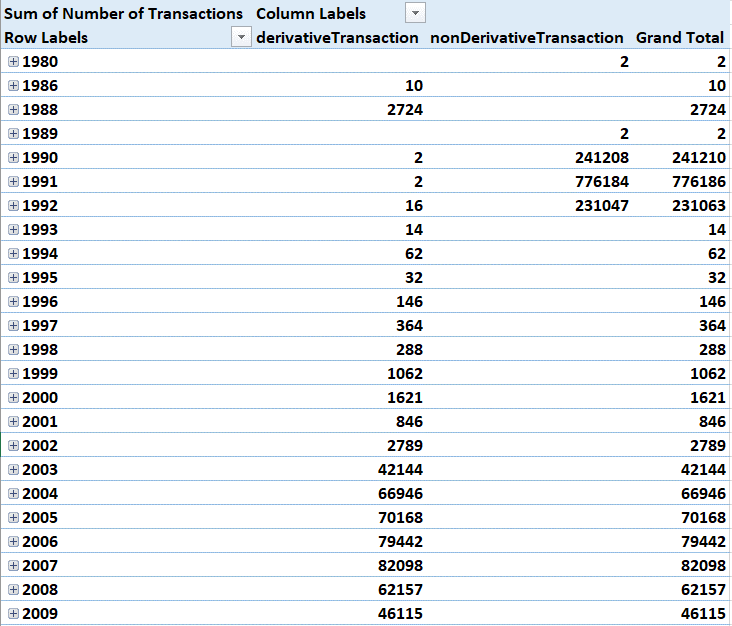 Sum of Number of Transactions Column Labels
Row Labels derivativeTransaction nonDerivativeTransaction Grand Total
1980 2 2
1986 10 10
1988 2724 2724
1989 2 2
1990 2 241208 241210
1991 2 776184 776186
1992 16 231047 231063
1993 14 14
1994 62 62
1995 32 32
1996 146 146
1997 364 364
1998 288 288
1999 1062 1062
2000 1621 1621
2001 846 846
2002 2789 2789
2003 42144 42144
2004 66946 66946
2005 70168 70168
2006 79442 79442
2007 82098 82098
2008 62157 62157
2009 46115 46115